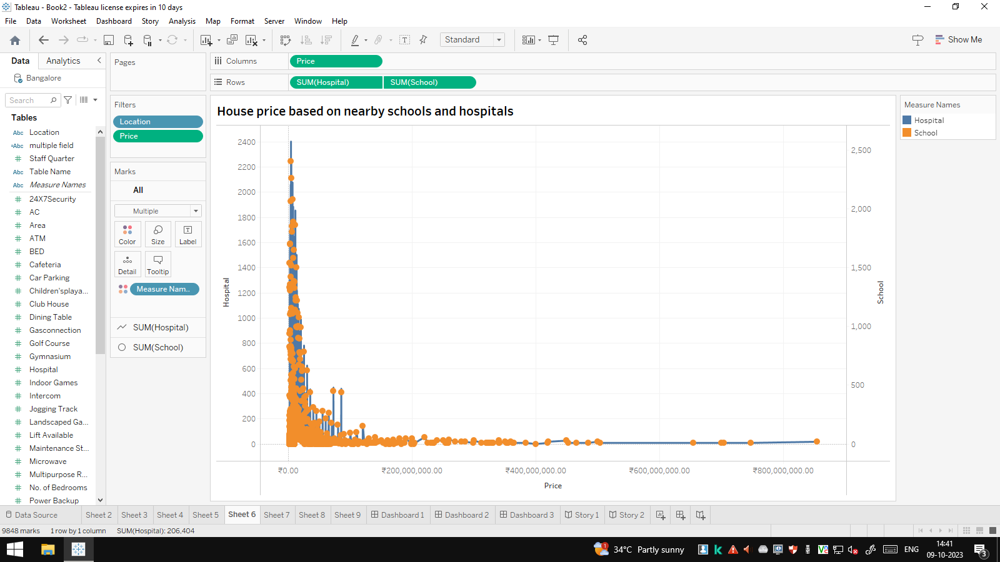 Tableau - Book2 - Tableau license expires in 10 days
File Data Worksheet Dashboard Story Analysis Map Format Server Window Help
Standard
Show Me
Data Analytics
Bangalore
Search
Tables
Abc Location
=Abc multiple field
# Staff Quarter
Abc Table Name
Abc Measure Names
# 24X7Security
# AC
# Area
# ATM
# BED
# Cafeteria
# Car Parking
# Children'splaya...
# Club House
# Dining Table
# Gasconnection
# Golf Course
# Gymnasium
# Hospital
# Indoor Games
# Intercom
# Jogging Track
# Landscaped Ga...
# Lift Available
# Maintenance St...
# Microwave
# Multipurpose R...
# No. of Bedrooms
# Power Backup
Pages
Filters
Location
Price
Marks
All
Multiple
Color Size Label
Detail Tooltip
Measure Nam..
SUM(Hospital)
SUM(School)
Columns Price
Rows SUM(Hospital) SUM(School)
House price based on nearby schools and hospitals
2400
2200
2000
1800
1600
1400
1200
1000
800
600
400
200
0
Hospital
2,500
2,000
1,500
1,000
500
0
School
₹0.00 ₹200,000,000.00 ₹400,000,000.00 ₹600,000,000.00 ₹800,000,000.00
Price
Measure Names
Hospital
School
Data Source Sheet 2 Sheet 3 Sheet 4 Sheet 5 Sheet 6 Sheet 7 Sheet 8 Sheet 9 Dashboard 1 Dashboard 2 Dashboard 3 Story 1 Story 2
9848 marks 1 row by 1 column SUM(Hospital): 206,404
1
34°C Partly sunny
ENG
14:41
09-10-2023
3